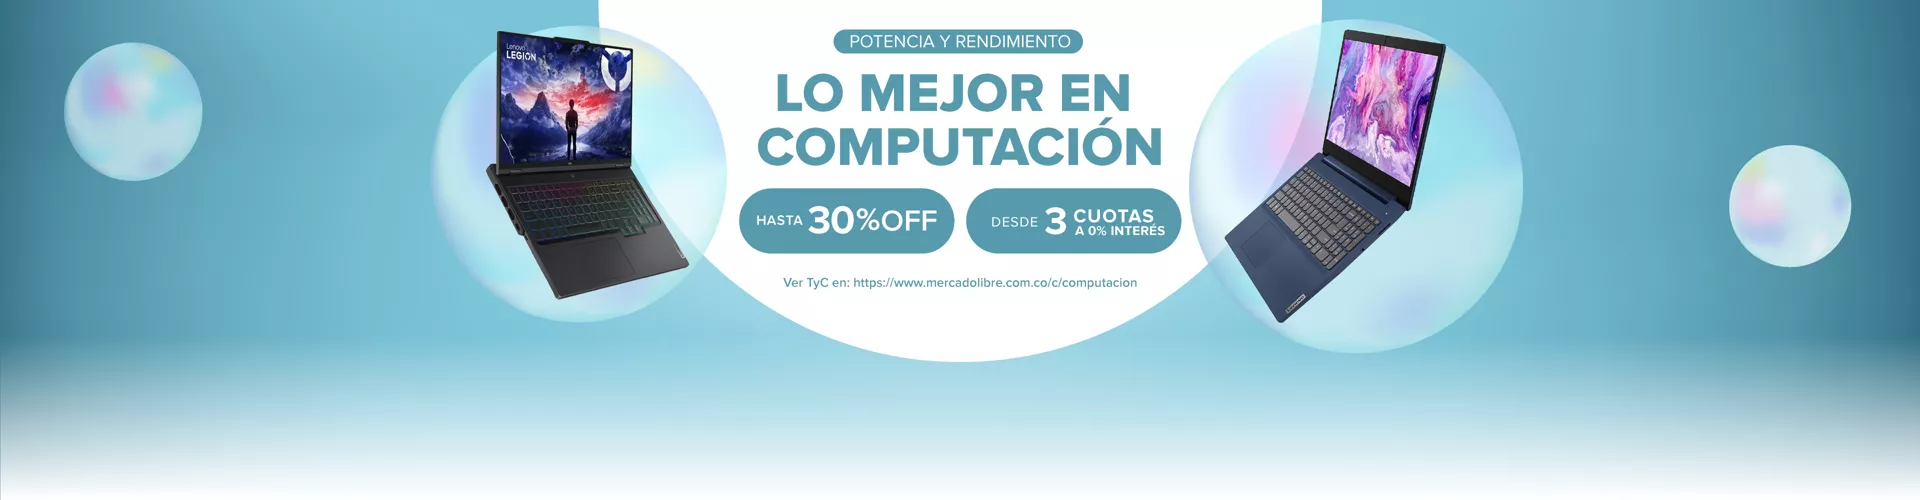 Lenovo
LEGION
POTENCIA Y RENDIMIENTO
LO MEJOR EN
COMPUTACIÓN
HASTA 30%OFF
DESDE 3 CUOTAS
A 0% INTERÉS
Ver TyC en: https://www.mercadolibre.com.co/c/computacion